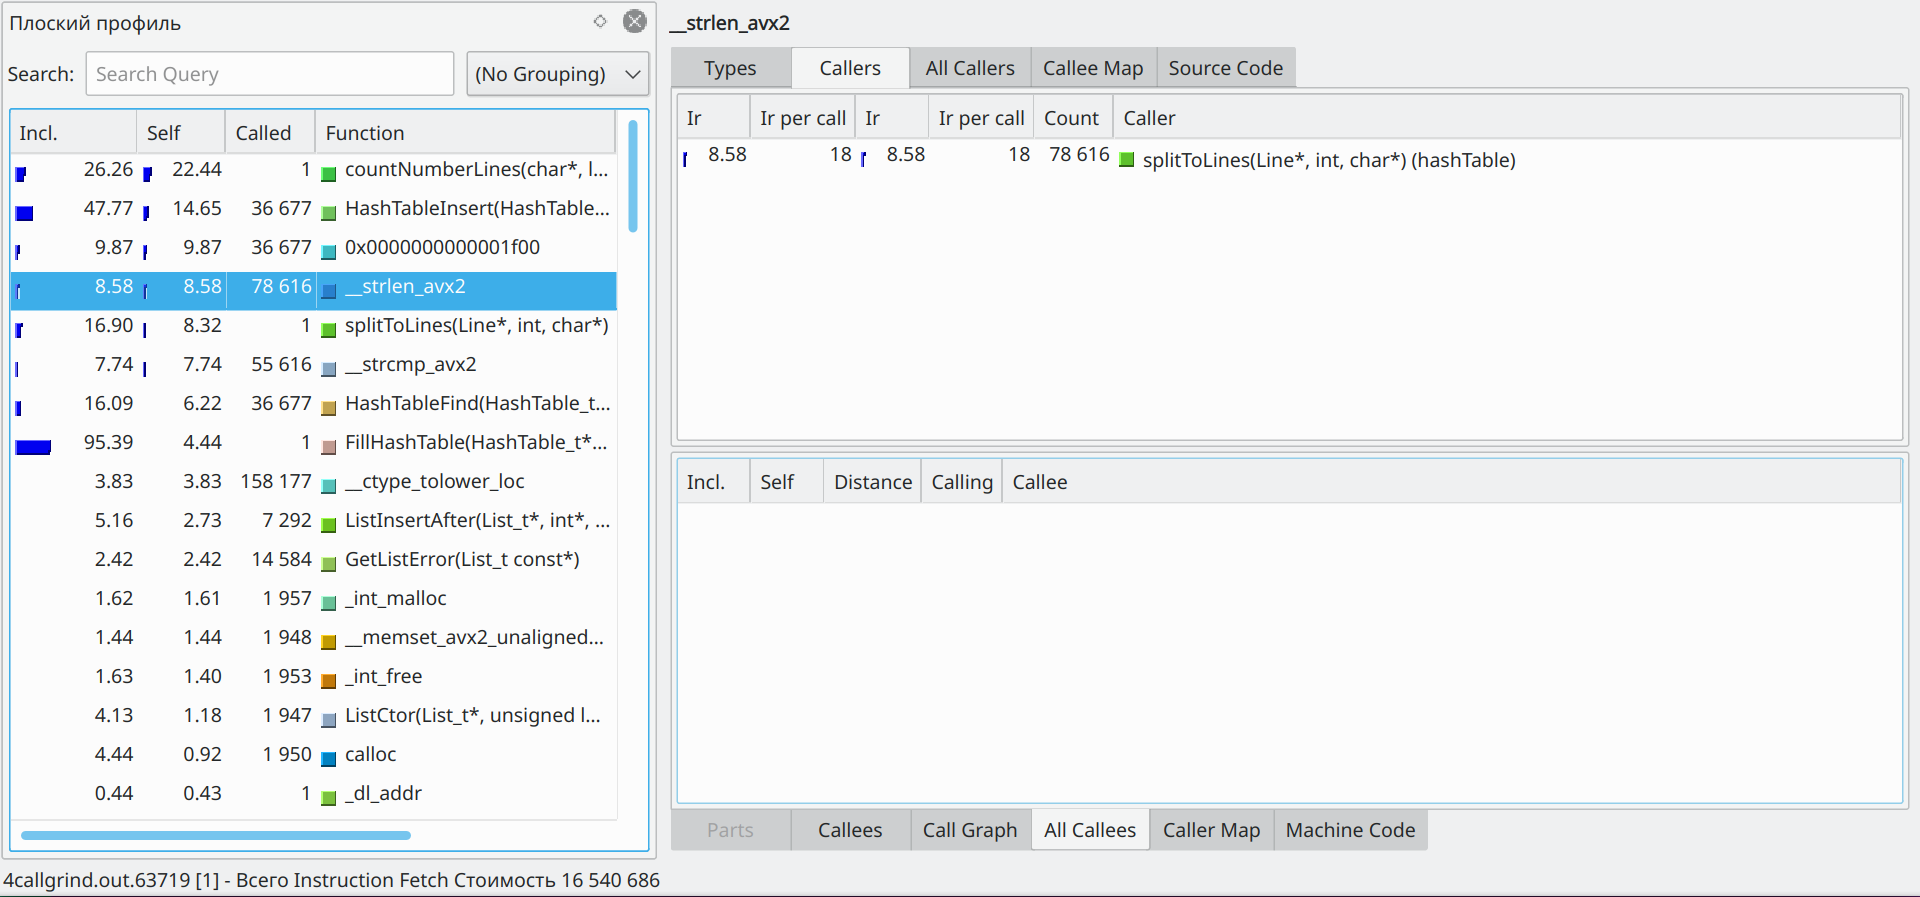 Плоский профиль
Search: Search Query (No Grouping)
Incl. Self Called Function
26.26 22.44 1 countNumberLines(char*, l...
47.77 14.65 36 677 HashTableInsert(HashTable...
9.87 9.87 36 677 0x0000000000001f00
8.58 8.58 78 616 __strlen_avx2
16.90 8.32 1 splitToLines(Line*, int, char*)
7.74 7.74 55 616 __strcmp_avx2
16.09 6.22 36 677 HashTableFind(HashTable_t...
95.39 4.44 1 FillHashTable(HashTable_t*...
3.83 3.83 158 177 __ctype_tolower_loc
5.16 2.73 7 292 ListInsertAfter(List_t*, int*, ...
2.42 2.42 14 584 GetListError(List_t const*)
1.62 1.61 1 957 _int_malloc
1.44 1.44 1 948 __memset_avx2_unaligned...
1.63 1.40 1 953 _int_free
4.13 1.18 1 947 ListCtor(List_t*, unsigned l...
4.44 0.92 1 950 calloc
0.44 0.43 1 _dl_addr
__strlen_avx2
Types Callers All Callers Callee Map Source Code
Ir Ir per call Ir Ir per call Count Caller
8.58 18 8.58 18 78 616 splitToLines(Line*, int, char*) (hashTable)
Incl. Self Distance Calling Callee
Parts Callees Call Graph All Callees Caller Map Machine Code
4callgrind.out.63719 [1] - Всего Instruction Fetch Стоимость 16 540 686